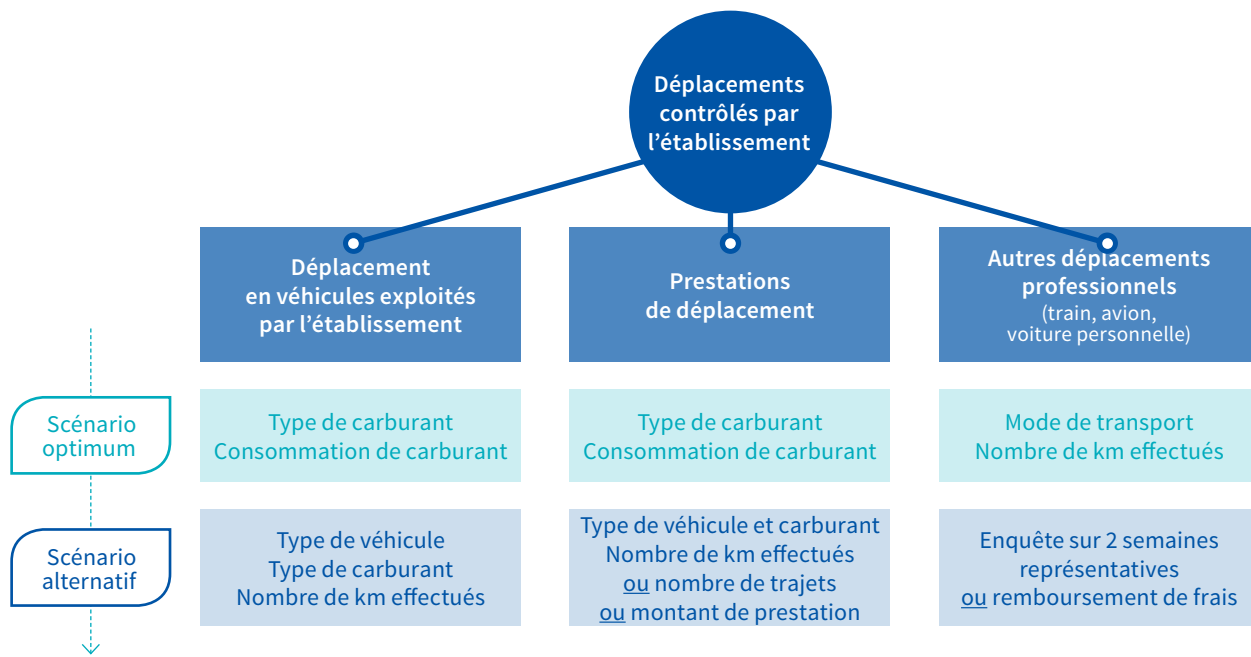 Déplacements
contrôlés par
l’établissement
Déplacement
en véhicules exploités
par l’établissement
Prestations
de déplacement
Autres déplacements
professionnels
(train, avion,
voiture personnelle)
Scénario
optimum
Type de carburant
Consommation de carburant
Type de carburant
Consommation de carburant
Mode de transport
Nombre de km effectués
Scénario
alternatif
Type de véhicule
Type de carburant
Nombre de km effectués
Type de véhicule et carburant
Nombre de km effectués
ou nombre de trajets
ou montant de prestation
Enquête sur 2 semaines
représentatives
ou remboursement de frais